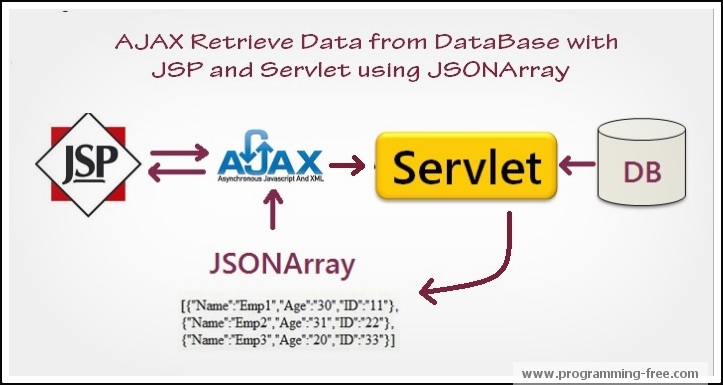 AJAX Retrieve Data from DataBase with
JSP and Servlet using JSONArray
JSP
AJAX
Asynchronous Javascript And XML
Servlet
DB
JSONArray
[{"Name":"Emp1","Age":"30","ID":"11"},
{"Name":"Emp2","Age":"31","ID":"22"},
{"Name":"Emp3","Age":"20","ID":"33"}]
www.programming-free.com